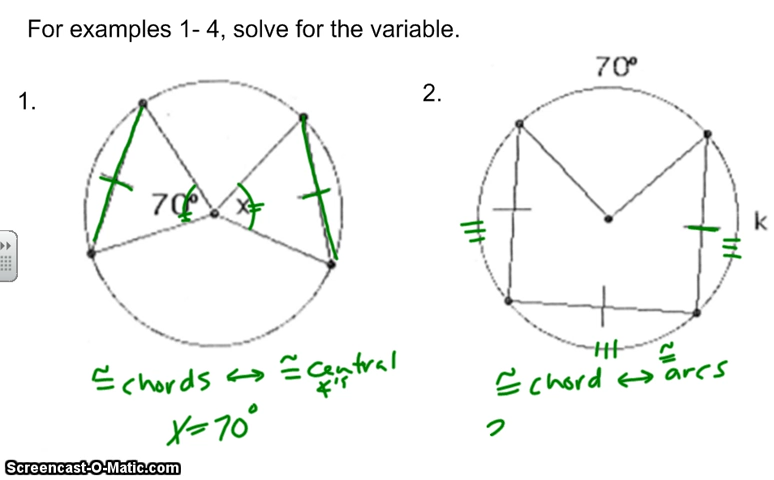 For examples 1- 4, solve for the variable.
1.
70°
x
≅ chords ↔ ≅ central
∡'s
x=70°
2.
70°
k
≅ chord ↔ ≅ arcs
Screencast-O-Matic.com